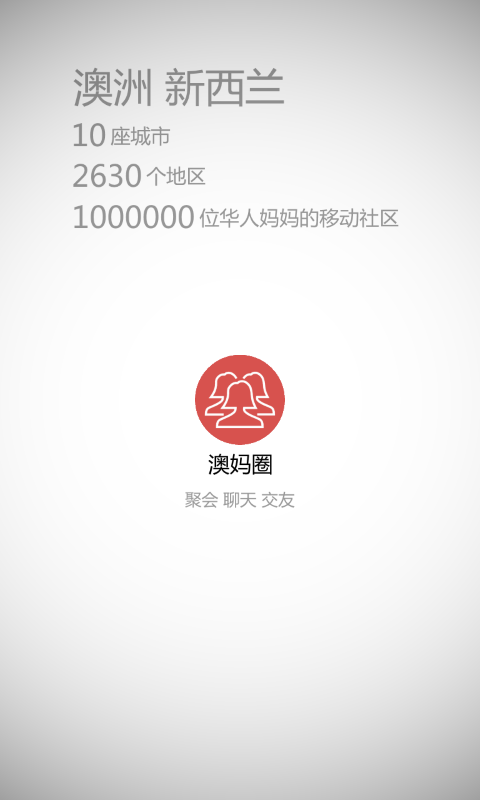 澳洲 新西兰
10 座城市
2630 个地区
1000000 位华人妈妈的移动社区
澳妈圈
聚会 聊天 交友